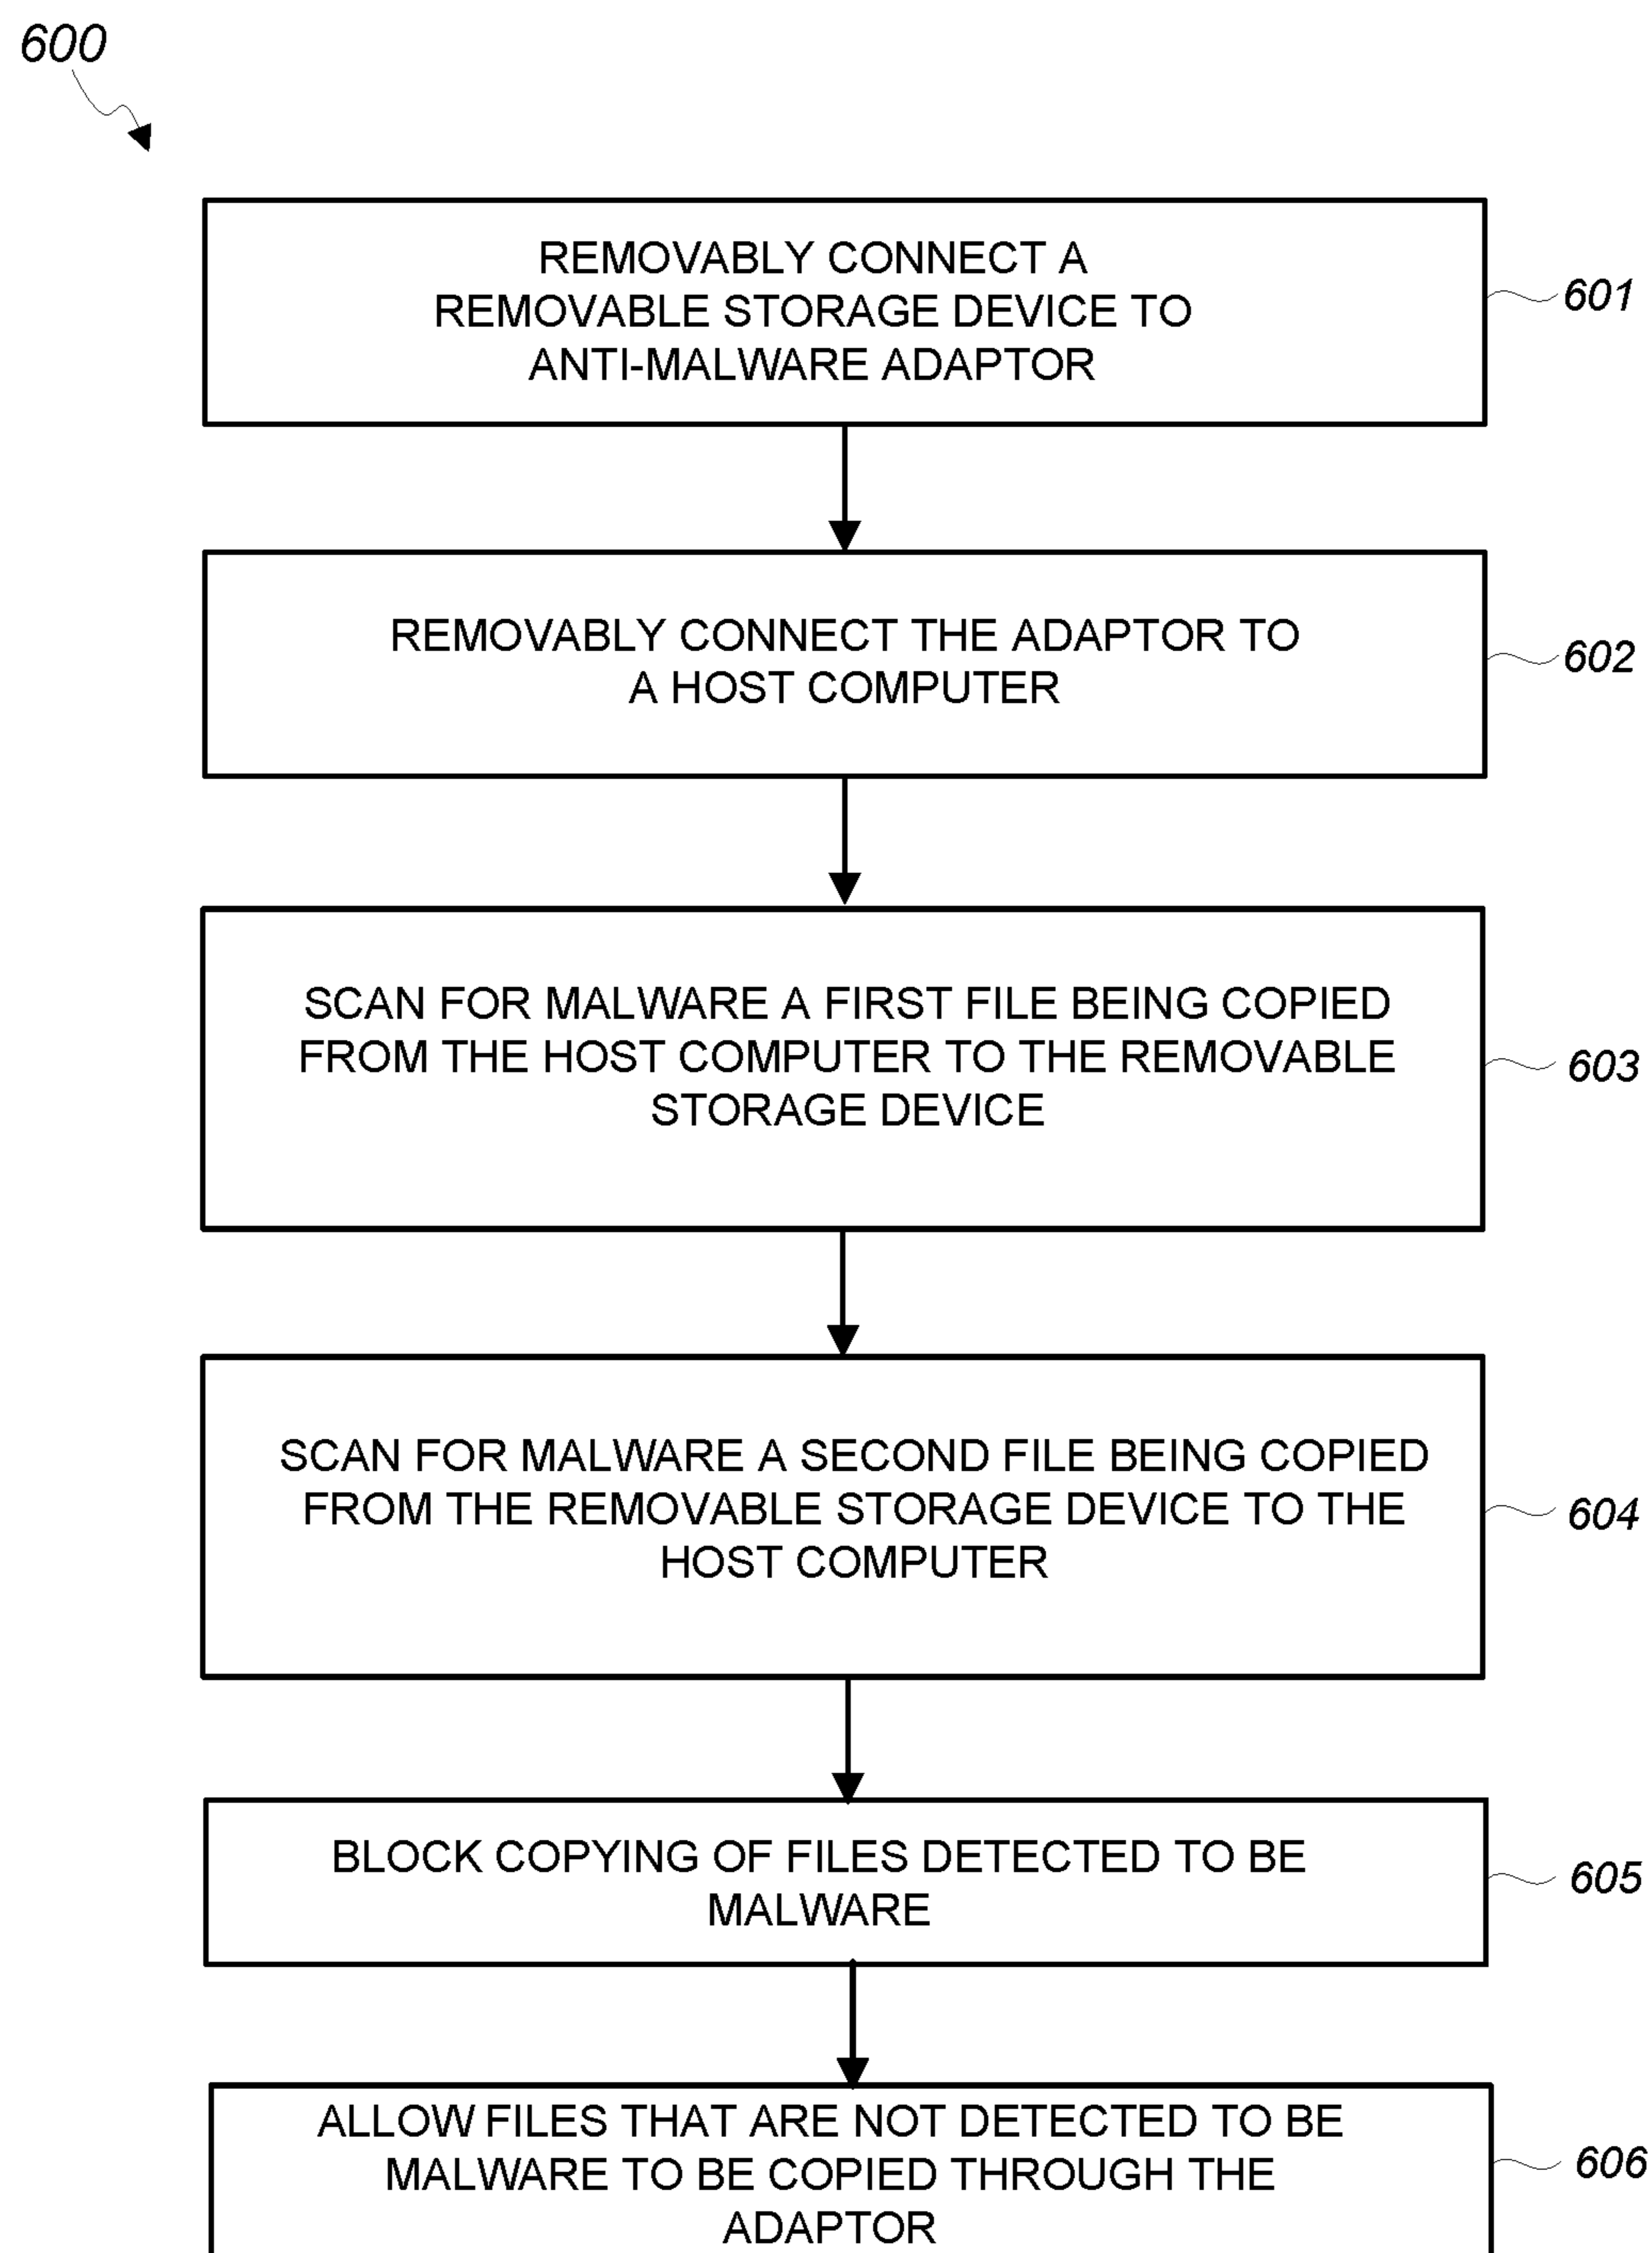 600
REMOVABLY CONNECT A
REMOVABLE STORAGE DEVICE TO
ANTI-MALWARE ADAPTOR
601
REMOVABLY CONNECT THE ADAPTOR TO
A HOST COMPUTER
602
SCAN FOR MALWARE A FIRST FILE BEING COPIED
FROM THE HOST COMPUTER TO THE REMOVABLE
STORAGE DEVICE
603
SCAN FOR MALWARE A SECOND FILE BEING COPIED
FROM THE REMOVABLE STORAGE DEVICE TO THE
HOST COMPUTER
604
BLOCK COPYING OF FILES DETECTED TO BE
MALWARE
605
ALLOW FILES THAT ARE NOT DETECTED TO BE
MALWARE TO BE COPIED THROUGH THE
ADAPTOR
606